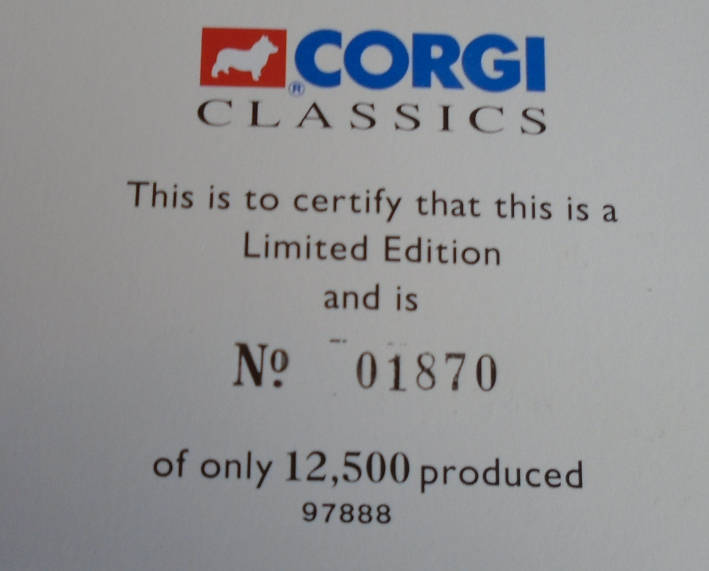 CORGI
®
CLASSICS
This is to certify that this is a
Limited Edition
and is
Nº 01870
of only 12,500 produced
97888